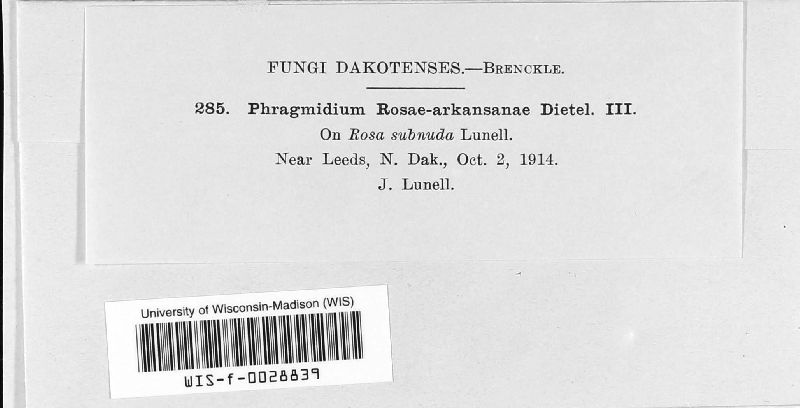 FUNGI DAKOTENSES.—BRENCKLE.
285. Phragmidium Rosae-arkansanae Dietel. III.
On Rosa subnuda Lunell.
Near Leeds, N. Dak., Oct. 2, 1914.
J. Lunell.
University of Wisconsin-Madison (WIS)
WIS-f-0028839